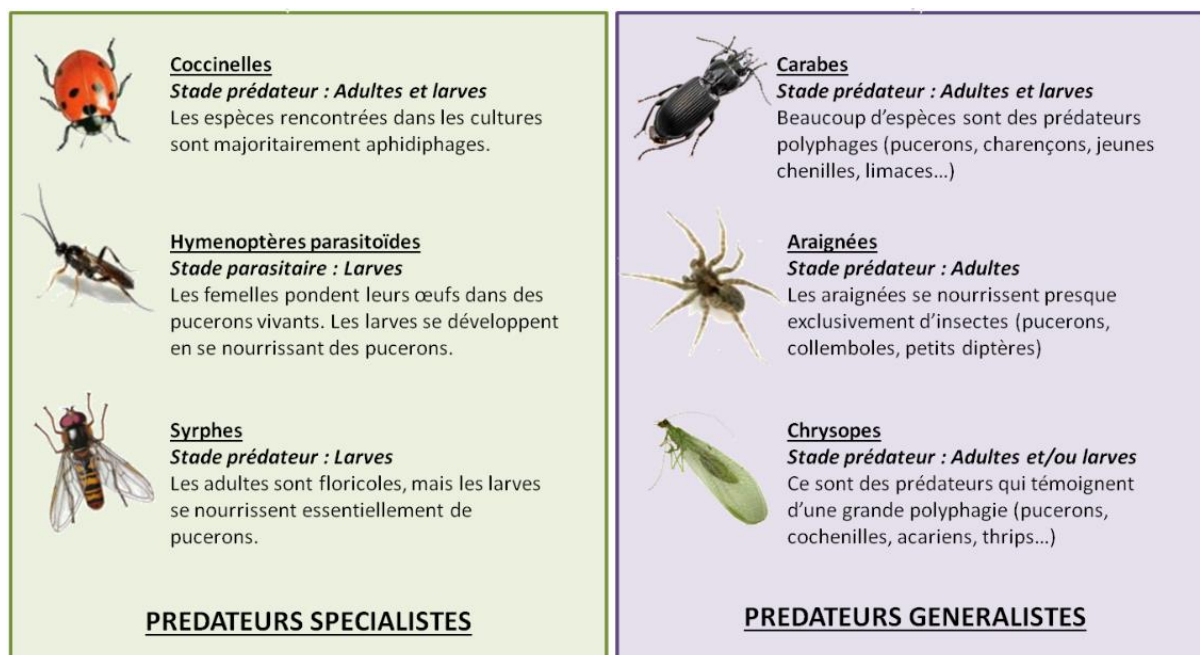 Coccinelles
Stade prédateur : Adultes et larves
Les espèces rencontrées dans les cultures
sont majoritairement aphidiphages.
Hymenoptères parasitoïdes
Stade parasitaire : Larves
Les femelles pondent leurs œufs dans des
pucerons vivants. Les larves se développent
en se nourrissant des pucerons.
Syrphes
Stade prédateur : Larves
Les adultes sont floricoles, mais les larves
se nourrissent essentiellement de
pucerons.
PREDATEURS SPECIALISTES
Carabes
Stade prédateur : Adultes et larves
Beaucoup d'espèces sont des prédateurs
polyphages (pucerons, charençons, jeunes
chenilles, limaces…)
Araignées
Stade prédateur : Adultes
Les araignées se nourrissent presque
exclusivement d'insectes (pucerons,
collemboles, petits diptères)
Chrysopes
Stade prédateur : Adultes et/ou larves
Ce sont des prédateurs qui témoignent
d'une grande polyphagie (pucerons,
cochenilles, acariens, thrips…)
PREDATEURS GENERALISTES